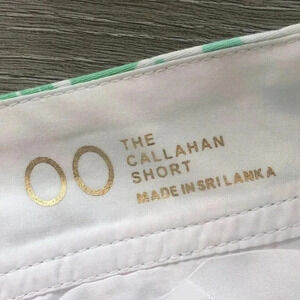 00
THE
CALLAHAN
SHORT
MADE IN SRI LANKA